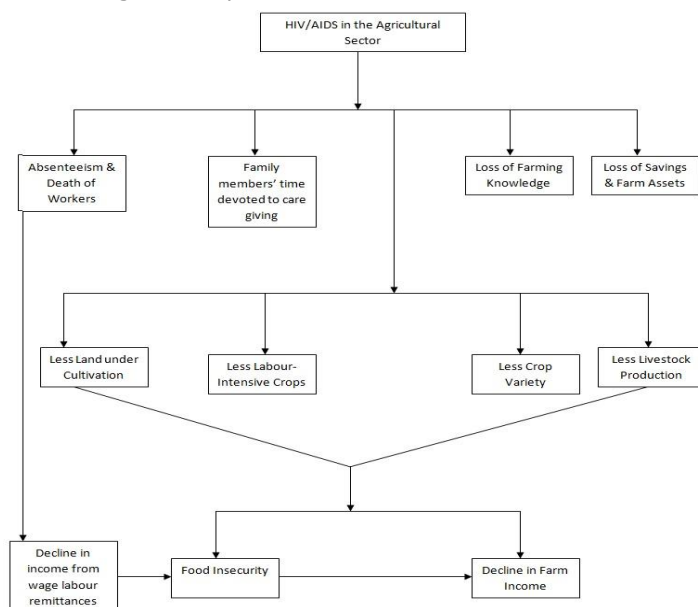 HIV/AIDS in the Agricultural
Sector
Absenteeism &
Death of
Workers
Family
members' time
devoted to care
giving
Loss of Farming
Knowledge
Loss of Savings
& Farm Assets
Less Land under
Cultivation
Less Labour-
Intensive Crops
Less Crop
Variety
Less Livestock
Production
Decline in
income from
wage labour
remittances
Food Insecurity
Decline in Farm
Income